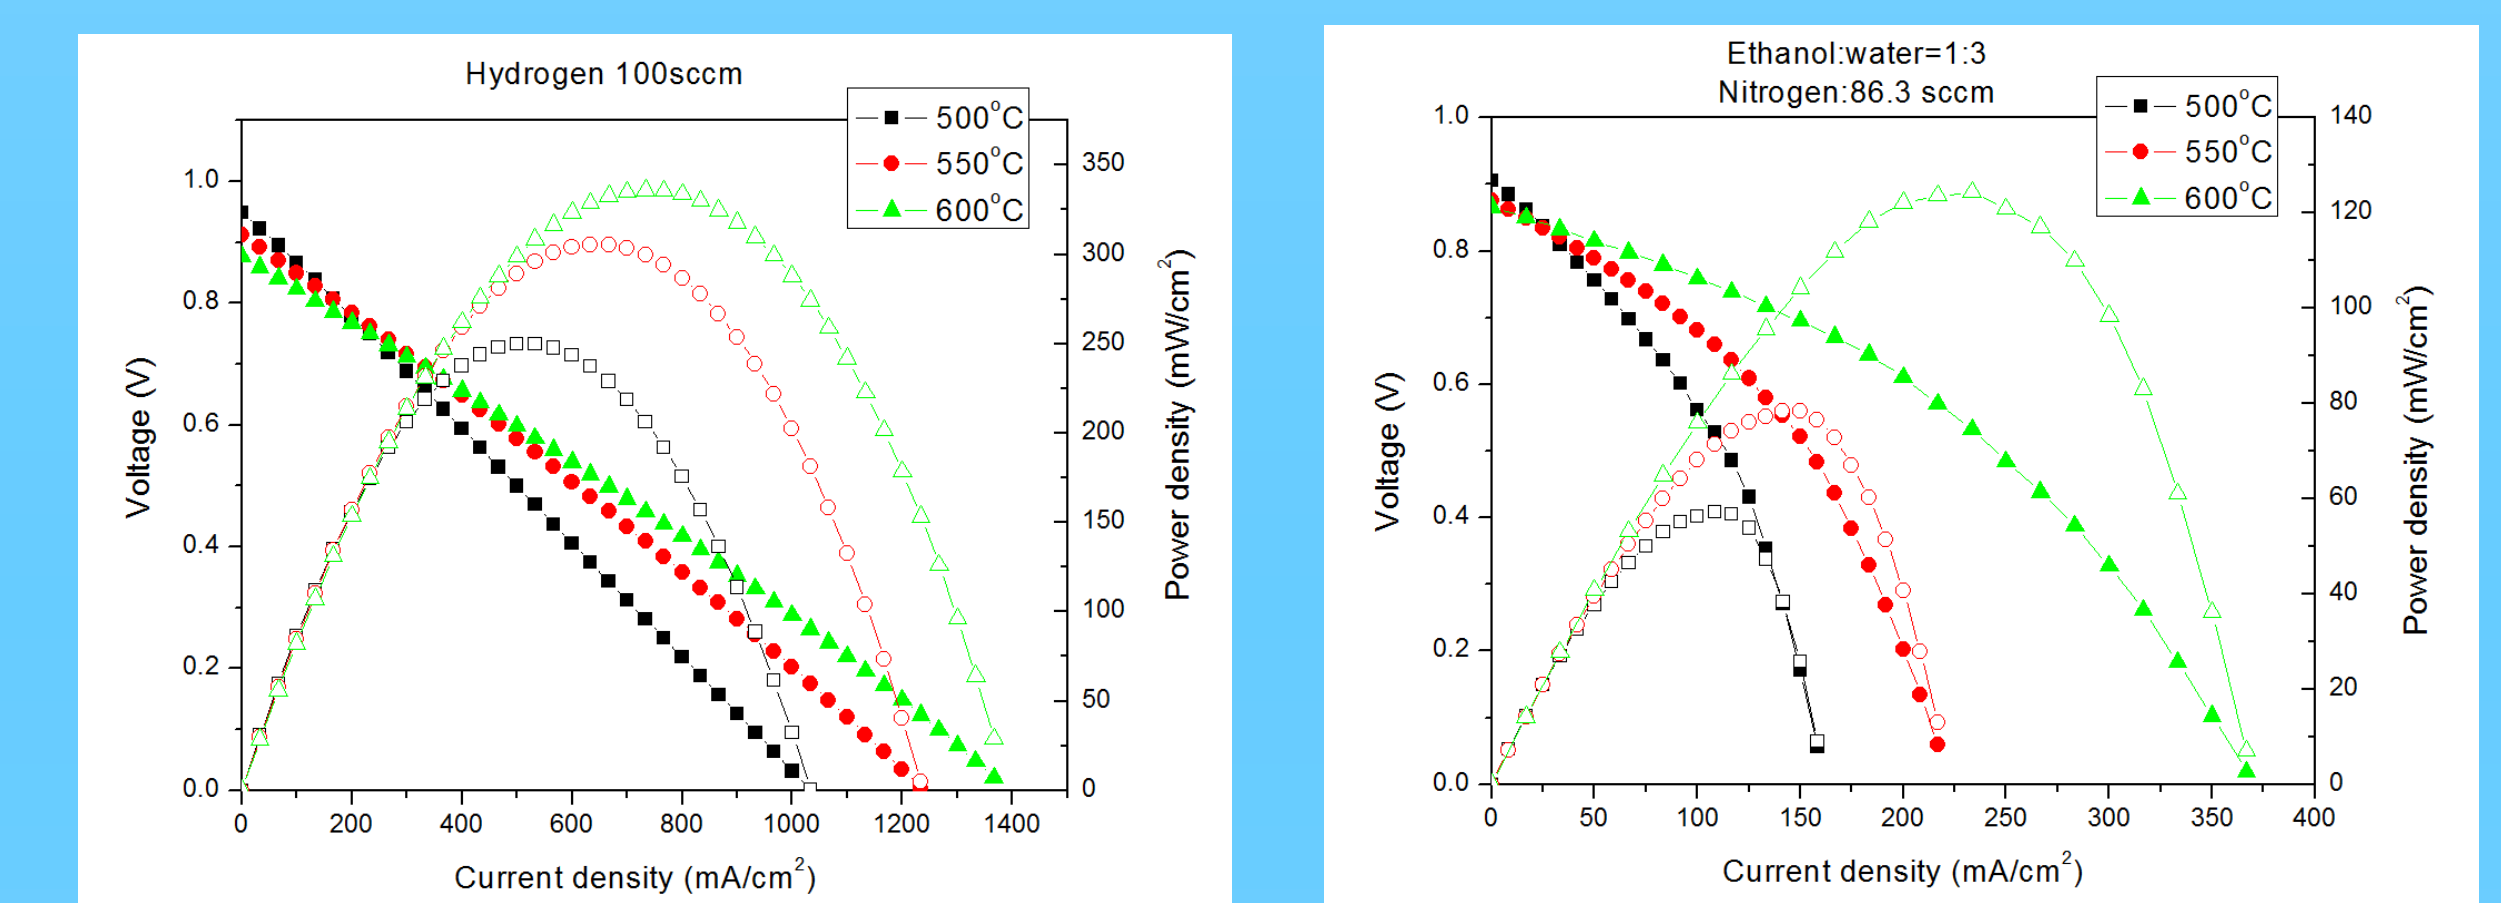 Hydrogen 100sccm
500°C
550°C
600°C
1.0
0.8
0.6
0.4
0.2
0.0
350
300
250
200
150
100
50
0
0 200 400 600 800 1000 1200 1400
Voltage (V)
Power density (mW/cm²)
Current density (mA/cm²)
Ethanol:water=1:3
Nitrogen:86.3 sccm
500°C
550°C
600°C
1.0
0.8
0.6
0.4
0.2
0.0
140
120
100
80
60
40
20
0
0 50 100 150 200 250 300 350 400
Voltage (V)
Power density (mW/cm²)
Current density (mA/cm²)